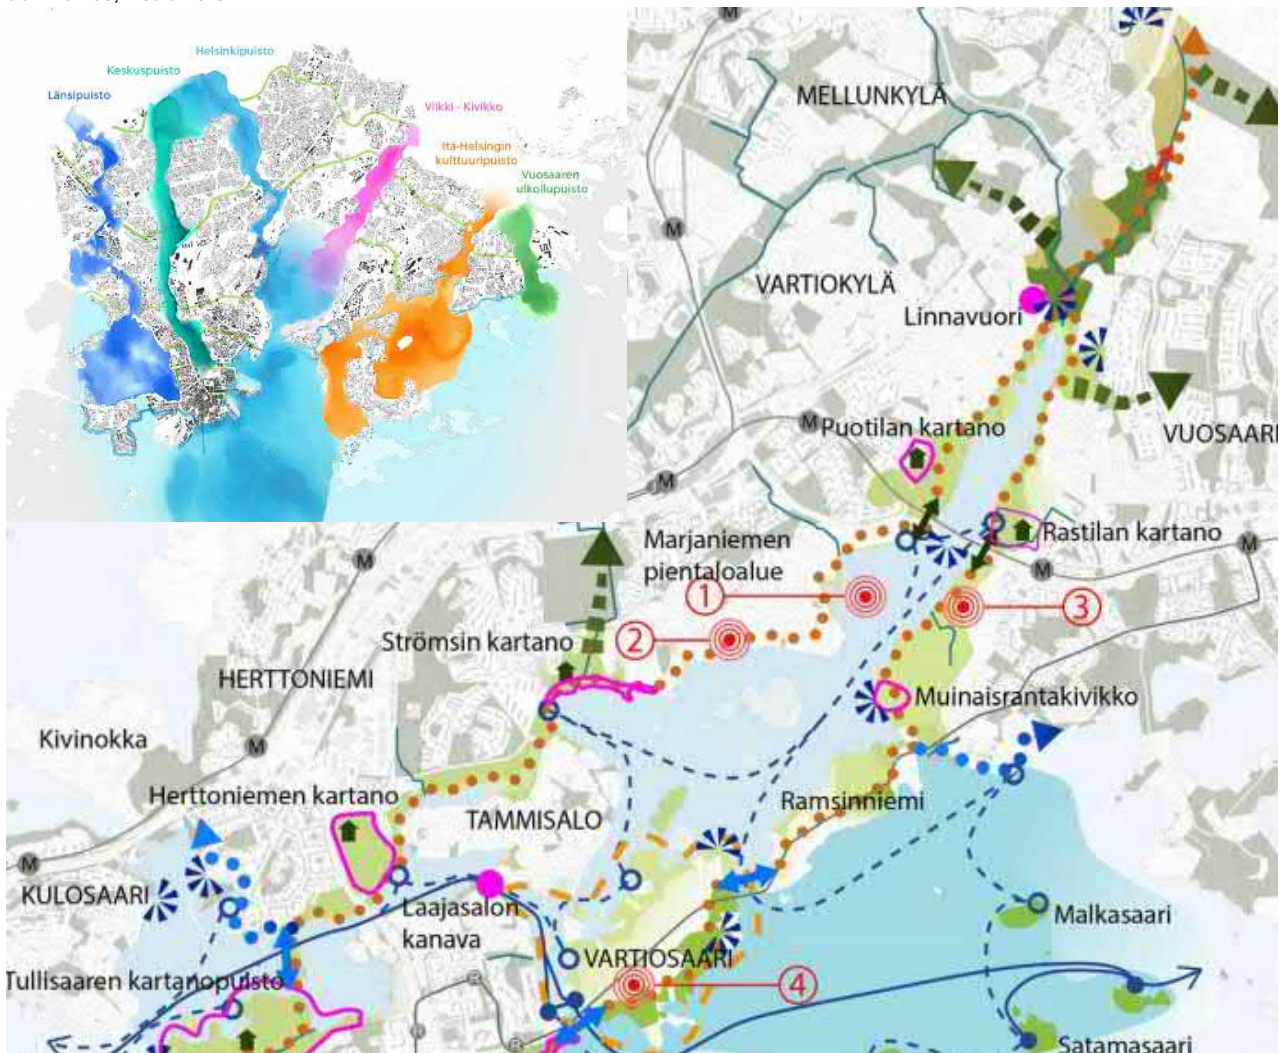 Helsinkipuisto
Keskuspuisto
Länsipuisto
Viikki - Kivikko
Itä-Helsingin
kulttuuripuisto
Vuosaaren
ulkoilupuisto
M
MELLUNKYLÄ
M
VARTIOKYLÄ
Linnavuori
M
Puotilan kartano
VUOSAARI
M
Marjaniemen
pientaloalue
Rastilan kartano
M
M
M
1
3
2
Strömsin kartano
HERTTONIEMI
Muinaisrantakivikko
Kivinokka
M
Herttoniemen kartano
Ramsinniemi
TAMMISALO
M
KULOSAARI
Laajasalon
kanava
Malkasaari
VARTIOSAARI
Tullisaaren kartanopuisto
4
Satamasaari